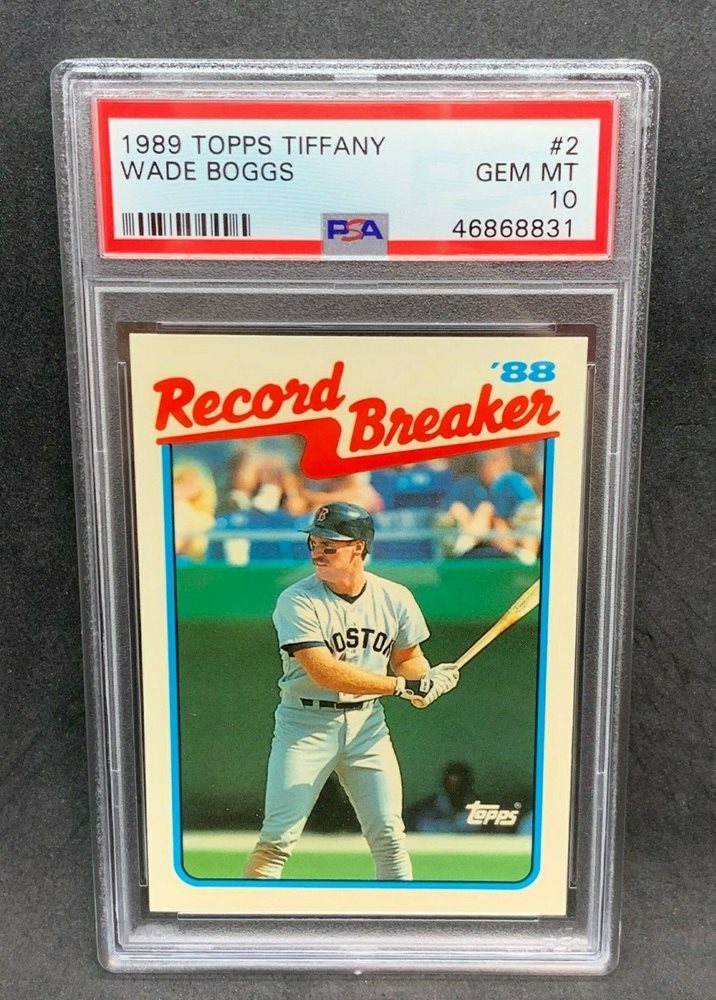 1989 TOPPS TIFFANY #2
WADE BOGGS GEM MT
10
PSA 46868831
'88
Record
Breaker
B
BOSTON
topps®